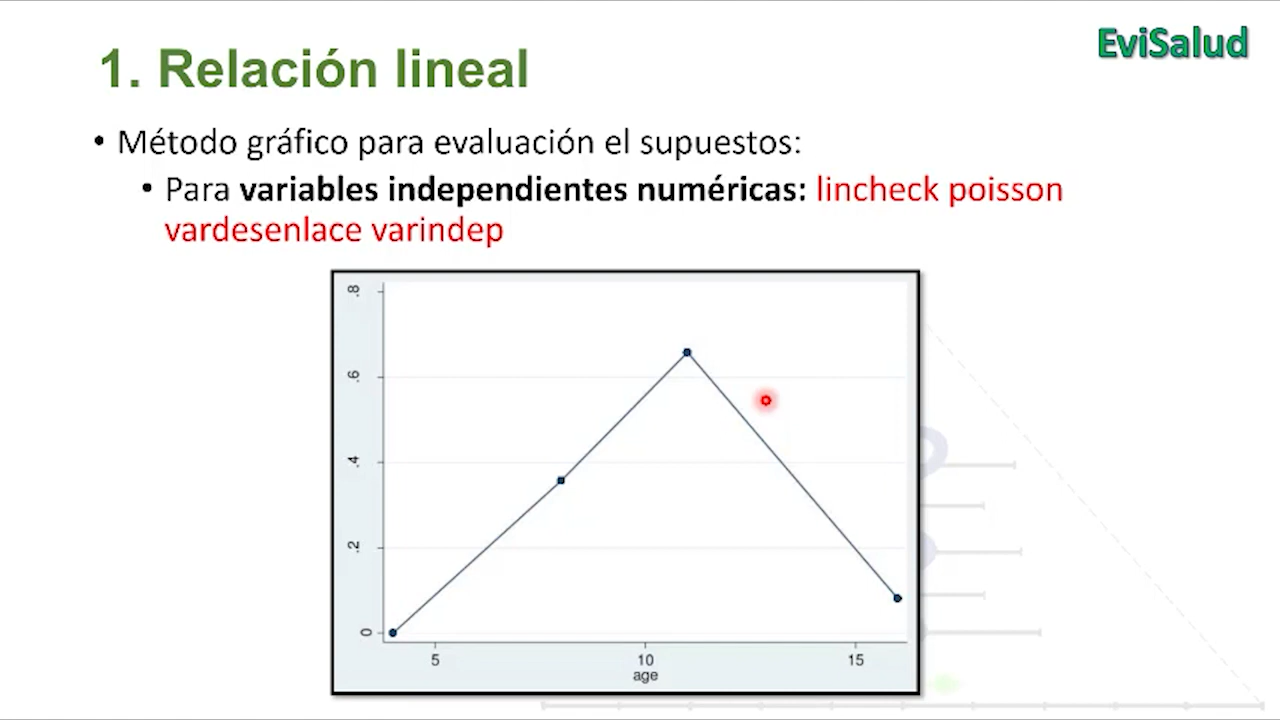 EviSalud
1. Relación lineal
• Método gráfico para evaluación el supuestos:
• Para variables independientes numéricas: lincheck poisson
vardesenlace varindep
.8
.6
.4
.2
0
5 10 15
age